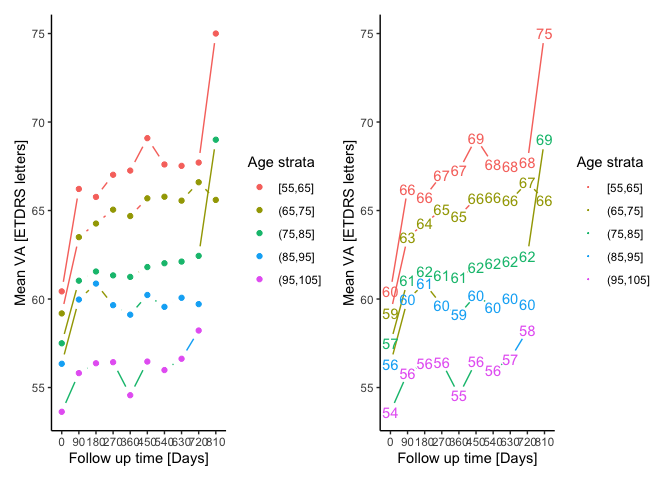 Mean VA [ETDRS letters]
75
70
65
60
55
0 90 180 270 360 450 540 630 720 810
Follow up time [Days]
Age strata
[55,65]
(65,75]
(75,85]
(85,95]
(95,105]
Mean VA [ETDRS letters]
75
70
65
60
55
60 66 66 67 67 69 68 68 68 75
59 63 64 65 65 66 66 66 67 66
57 61 62 61 61 62 62 62 62 69
56 60 61 60 59 60 60 60 60
54 56 56 56 55 56 56 57 58
0 90 180 270 360 450 540 630 720 810
Follow up time [Days]
Age strata
[55,65]
(65,75]
(75,85]
(85,95]
(95,105]